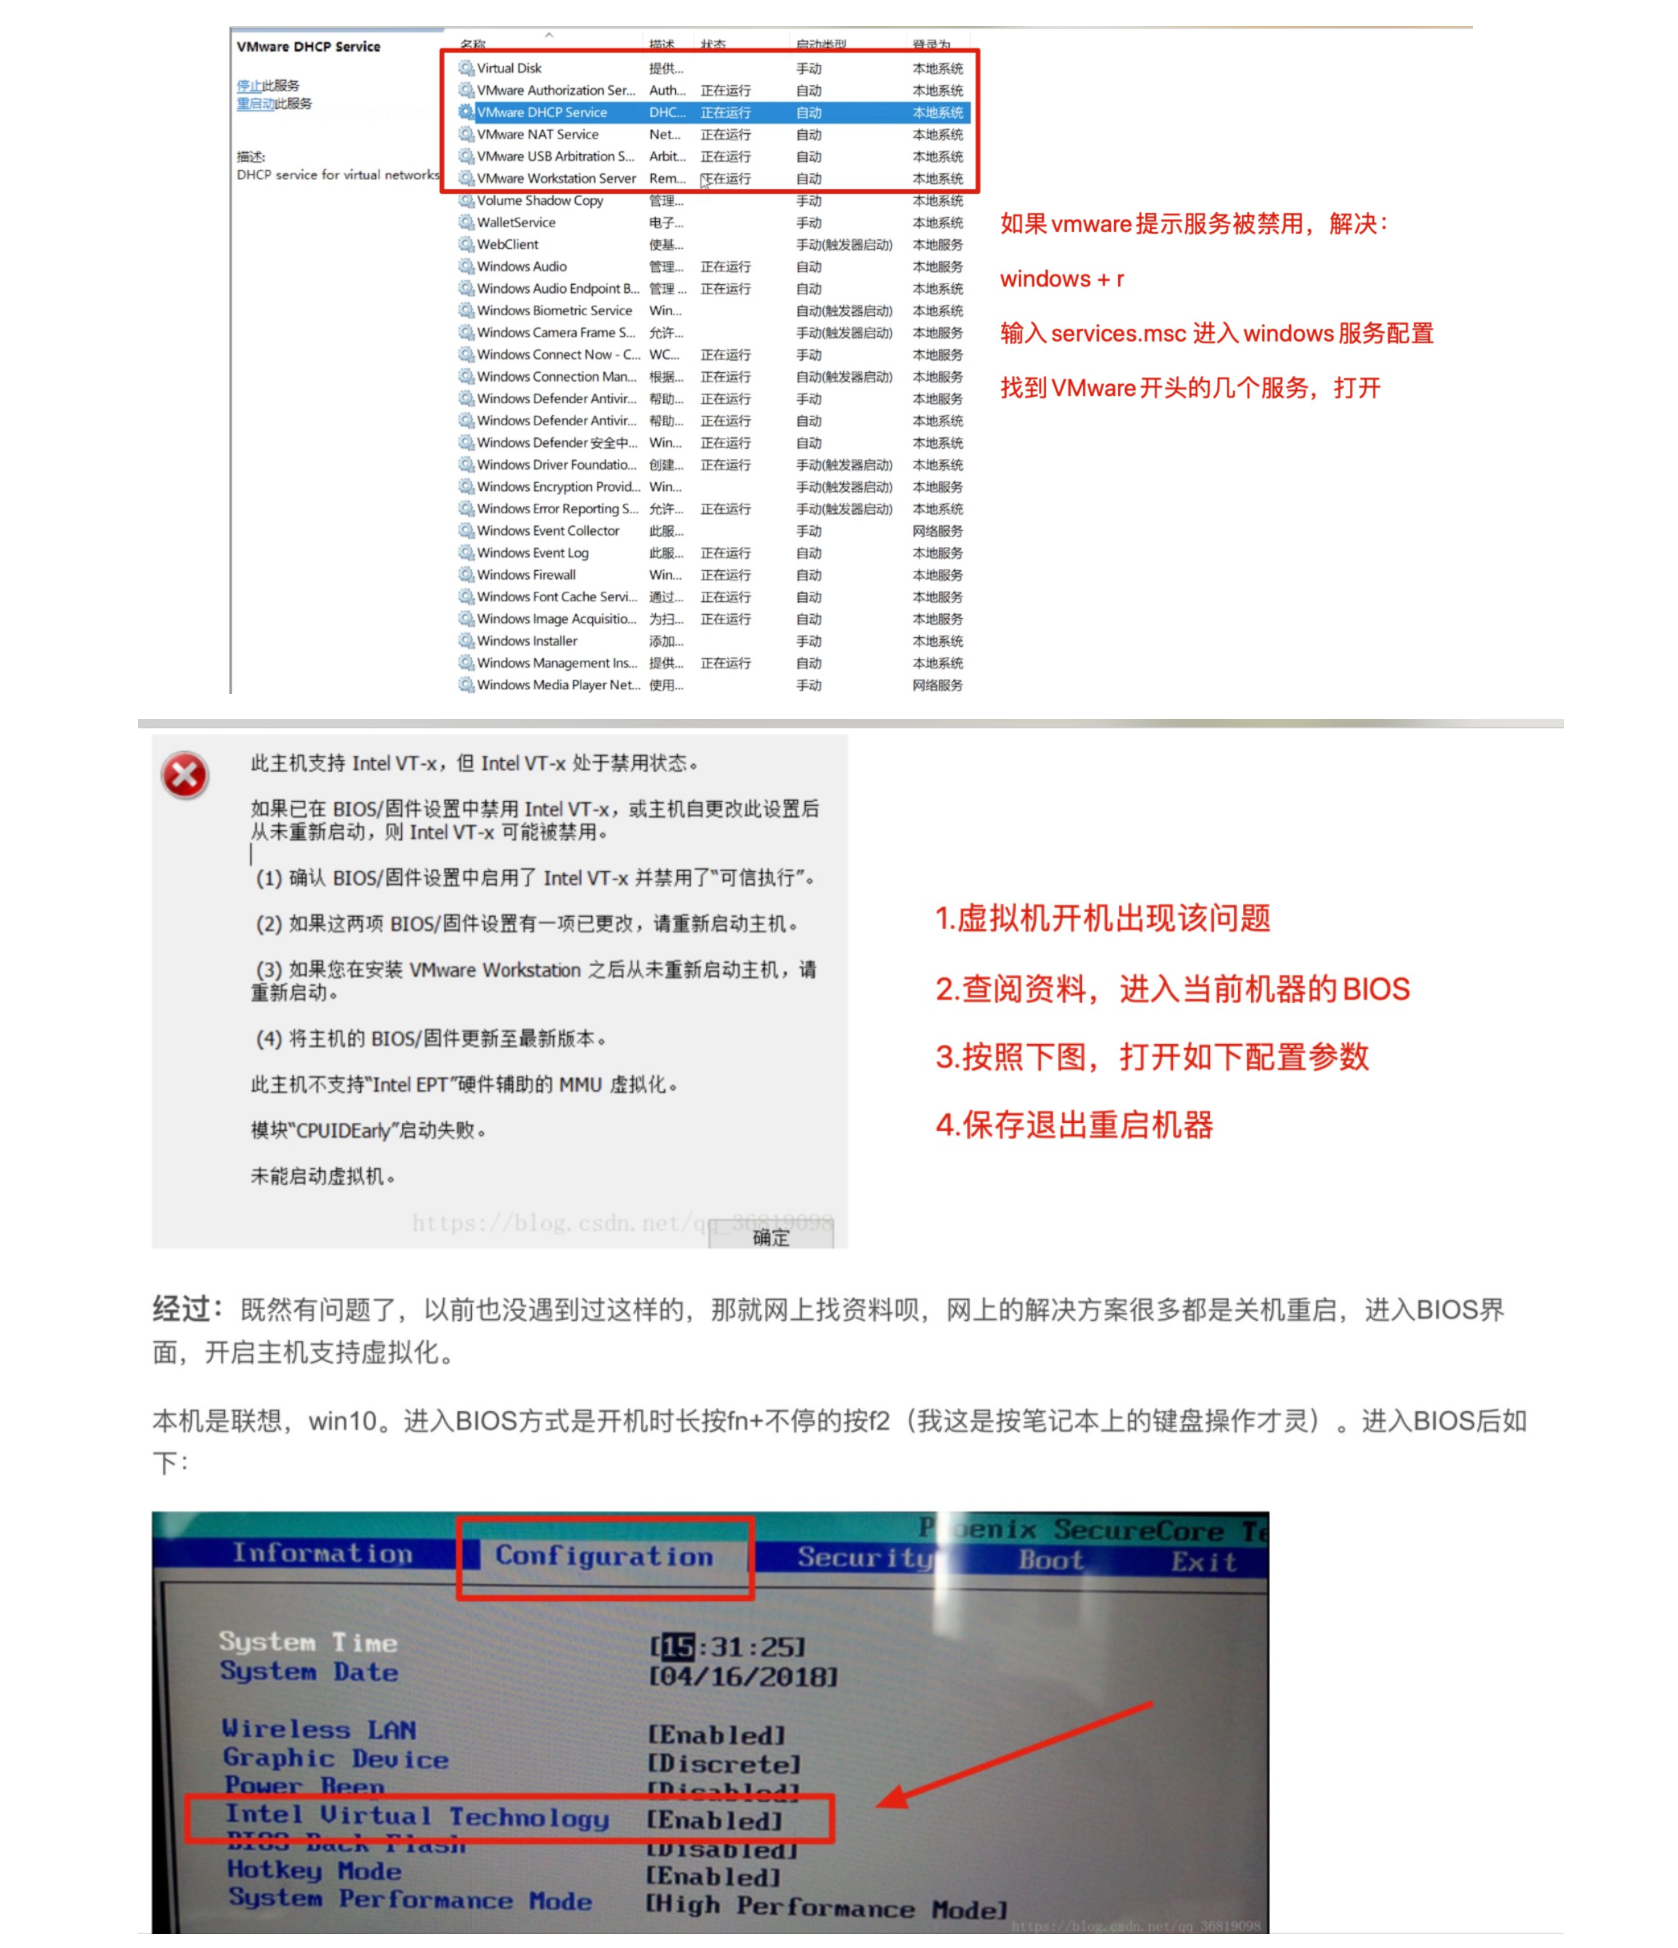 VMware DHCP Service
停止此服务
重启动此服务
描述:
DHCP service for virtual networks
名称 描述 状态 启动类型 登录为
Virtual Disk 提供... 手动 本地系统
VMware Authorization Ser... Auth... 正在运行 自动 本地系统
VMware DHCP Service DHC... 正在运行 自动 本地系统
VMware NAT Service Net... 正在运行 自动 本地系统
VMware USB Arbitration S... Arbit... 正在运行 自动 本地系统
VMware Workstation Server Rem... 正在运行 自动 本地系统
Volume Shadow Copy 管理... 手动 本地系统
WalletService 电子... 手动 本地系统
WebClient 使基... 手动(触发器启动) 本地服务
Windows Audio 管理... 正在运行 自动 本地服务
Windows Audio Endpoint B... 管理 ... 正在运行 自动 本地系统
Windows Biometric Service Win... 自动(触发器启动) 本地系统
Windows Camera Frame S... 允许... 手动(触发器启动) 本地服务
Windows Connect Now - C... WC... 正在运行 手动 本地服务
Windows Connection Man... 根据... 正在运行 自动(触发器启动) 本地服务
Windows Defender Antivir... 帮助... 正在运行 手动 本地服务
Windows Defender Antivir... 帮助... 正在运行 自动 本地系统
Windows Defender 安全中... Win... 正在运行 自动 本地系统
Windows Driver Foundatio... 创建... 正在运行 手动(触发器启动) 本地系统
Windows Encryption Provid... Win... 手动(触发器启动) 本地服务
Windows Error Reporting S... 允许... 正在运行 手动(触发器启动) 本地系统
Windows Event Collector 此服... 手动 网络服务
Windows Event Log 此服... 正在运行 自动 本地服务
Windows Firewall Win... 正在运行 自动 本地服务
Windows Font Cache Servi... 通过... 正在运行 自动 本地服务
Windows Image Acquisitio... 为扫... 正在运行 自动 本地服务
Windows Installer 添加... 手动 本地系统
Windows Management Ins... 提供... 正在运行 自动 本地系统
Windows Media Player Net... 使用... 手动 网络服务
如果vmware提示服务被禁用，解决：
windows + r
输入services.msc 进入windows服务配置
找到VMware开头的几个服务，打开
此主机支持 Intel VT-x，但 Intel VT-x 处于禁用状态。
如果已在 BIOS/固件设置中禁用 Intel VT-x，或主机自更改此设置后
从未重新启动，则 Intel VT-x 可能被禁用。
(1) 确认 BIOS/固件设置中启用了 Intel VT-x 并禁用了“可信执行”。
(2) 如果这两项 BIOS/固件设置有一项已更改，请重新启动主机。
(3) 如果您在安装 VMware Workstation 之后从未重新启动主机，请
重新启动。
(4) 将主机的 BIOS/固件更新至最新版本。
此主机不支持“Intel EPT”硬件辅助的 MMU 虚拟化。
模块“CPUIDEarly”启动失败。
未能启动虚拟机。
https://blog.csdn.net/qq_36819098
确定
1.虚拟机开机出现该问题
2.查阅资料，进入当前机器的BIOS
3.按照下图，打开如下配置参数
4.保存退出重启机器
经过：既然有问题了，以前也没遇到过这样的，那就网上找资料呗，网上的解决方案很多都是关机重启，进入BIOS界
面，开启主机支持虚拟化。
本机是联想，win10。进入BIOS方式是开机时长按fn+不停的按f2（我这是按笔记本上的键盘操作才灵）。进入BIOS后如
下：
Phoenix SecureCore Te
Information Configuration Security Boot Exit
System Time [15:31:25]
System Date [04/16/2018]
Wireless LAN [Enabled]
Graphic Device [Discrete]
Power Beep [Disabled]
Intel Virtual Technology [Enabled]
BIOS Back Flash [Disabled]
Hotkey Mode [Enabled]
System Performance Mode [High Performance Mode]
https://blog.csdn.net/qq_36819098